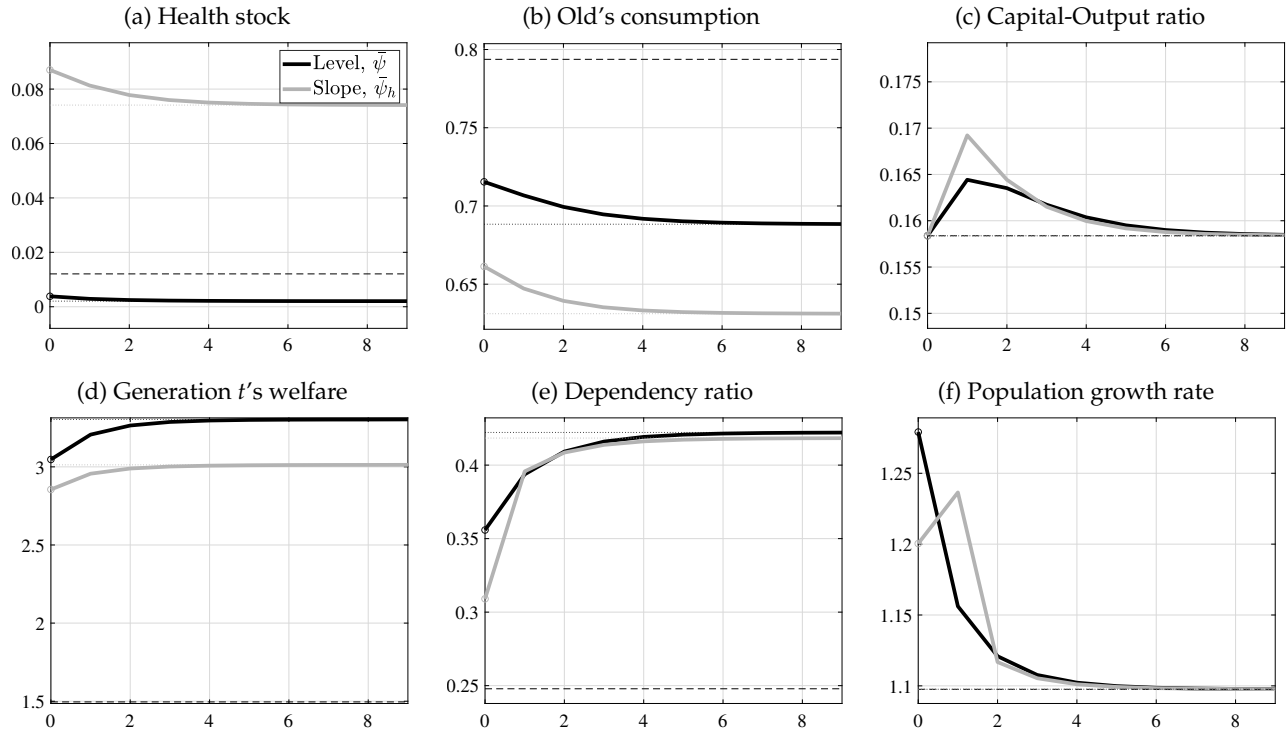 (a) Health stock
(b) Old's consumption
(c) Capital-Output ratio
0.08
0.06
0.04
0.02
0
Level, ψ̄
Slope, ψ̄ₕ
0 2 4 6 8
0.8
0.75
0.7
0.65
0 2 4 6 8
0.175
0.17
0.165
0.16
0.155
0.15
0 2 4 6 8
(d) Generation t's welfare
(e) Dependency ratio
(f) Population growth rate
3
2.5
2
1.5
0 2 4 6 8
0.4
0.35
0.3
0.25
0 2 4 6 8
1.25
1.2
1.15
1.1
0 2 4 6 8